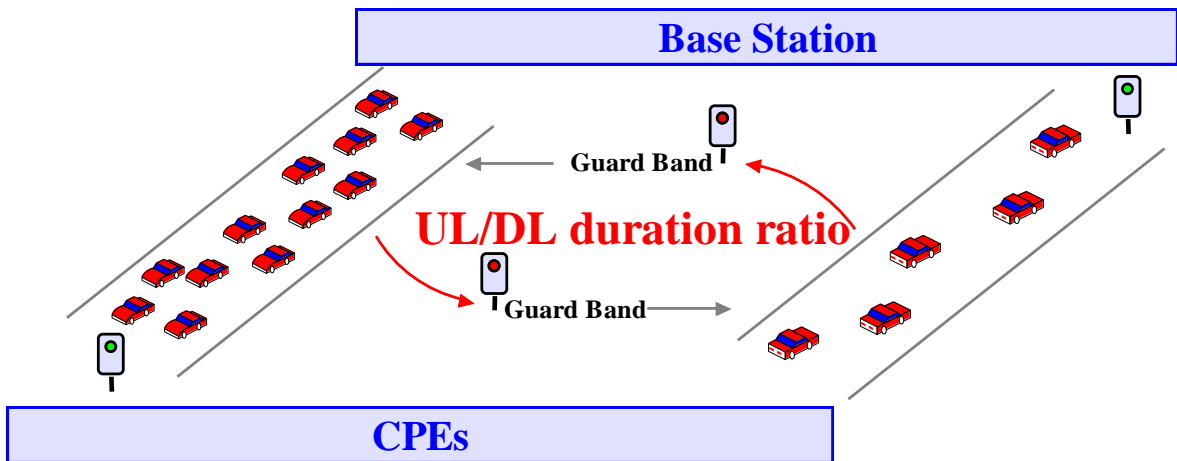 Base Station
Guard Band
UL/DL duration ratio
Guard Band
CPEs